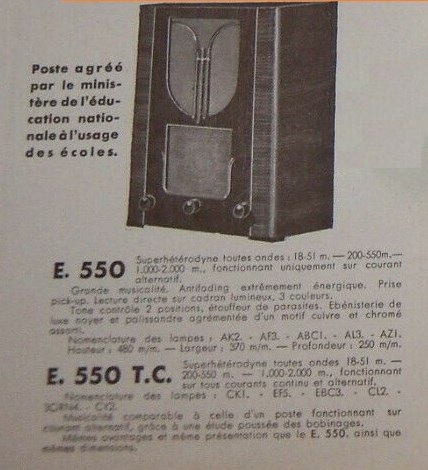 Poste agréé
par le minis-
tère de l'édu-
cation natio-
nale à l'usage
des écoles.
E. 550 Superhétérodyne toutes ondes : 18-51 m. — 200-550m.—
1.000-2.000 m., fonctionnant uniquement sur courant
alternatif.
Grande musicalité. Antifading extrêmement énergique. Prise
pick-up. Lecture directe sur cadran lumineux, 3 couleurs.
Tone contrôle 2 positions, étouffeur de parasites. Ebénisterie de
luxe noyer et palissandre agrémentée d'un motif cuivre et chromé
assorti.
Nomenclature des lampes : AK2. - AF3. - ABC1. - AL3. - AZ1.
Hauteur : 480 m/m. — Largeur : 370 m/m. — Profondeur : 250 m/m.
E. 550 T.C. Superhétérodyne toutes ondes 18-51 m. —
200-550 m. — 1.000-2.000 m., fonctionnant
sur tous courants continu et alternatif.
Nomenclature des lampes : CK1. - EF5. - EBC3. - CL2. -
- CY2.
Musicalité comparable à celle d'un poste fonctionnant sur
courant alternatif, grâce à une étude poussée des bobinages.
Mêmes avantages et même présentation que le E. 550. ainsi que
mêmes dimensions.